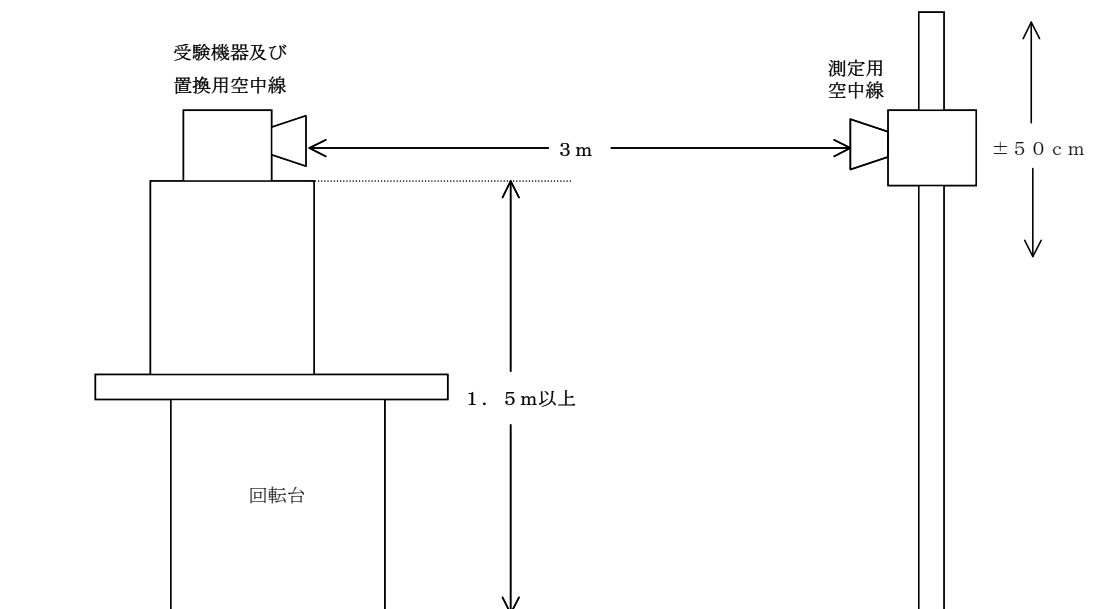 受験機器及び
置換用空中線
測定用
空中線
３ｍ
±５０ｃｍ
１．５ｍ以上
回転台